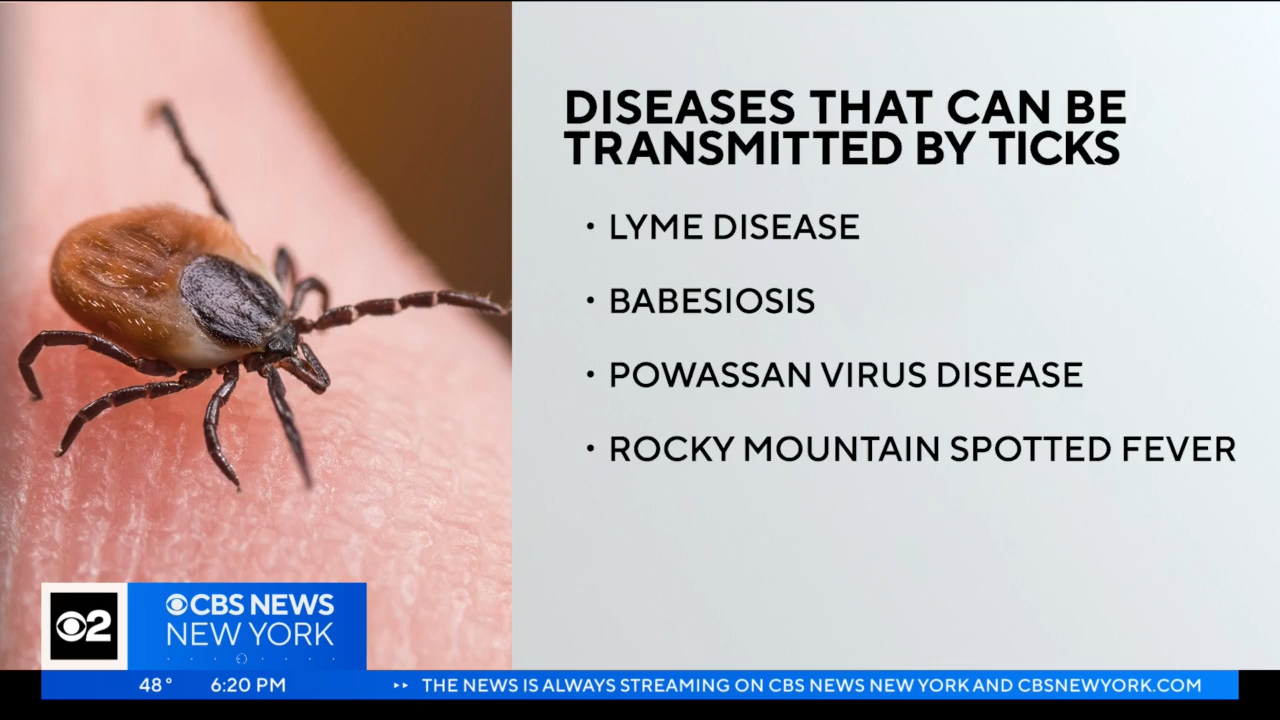 DISEASES THAT CAN BE
TRANSMITTED BY TICKS
• LYME DISEASE
• BABESIOSIS
• POWASSAN VIRUS DISEASE
• ROCKY MOUNTAIN SPOTTED FEVER
2
CBS NEWS
NEW YORK
48° 6:20 PM THE NEWS IS ALWAYS STREAMING ON CBS NEWS NEW YORK AND CBSNEWYORK.COM